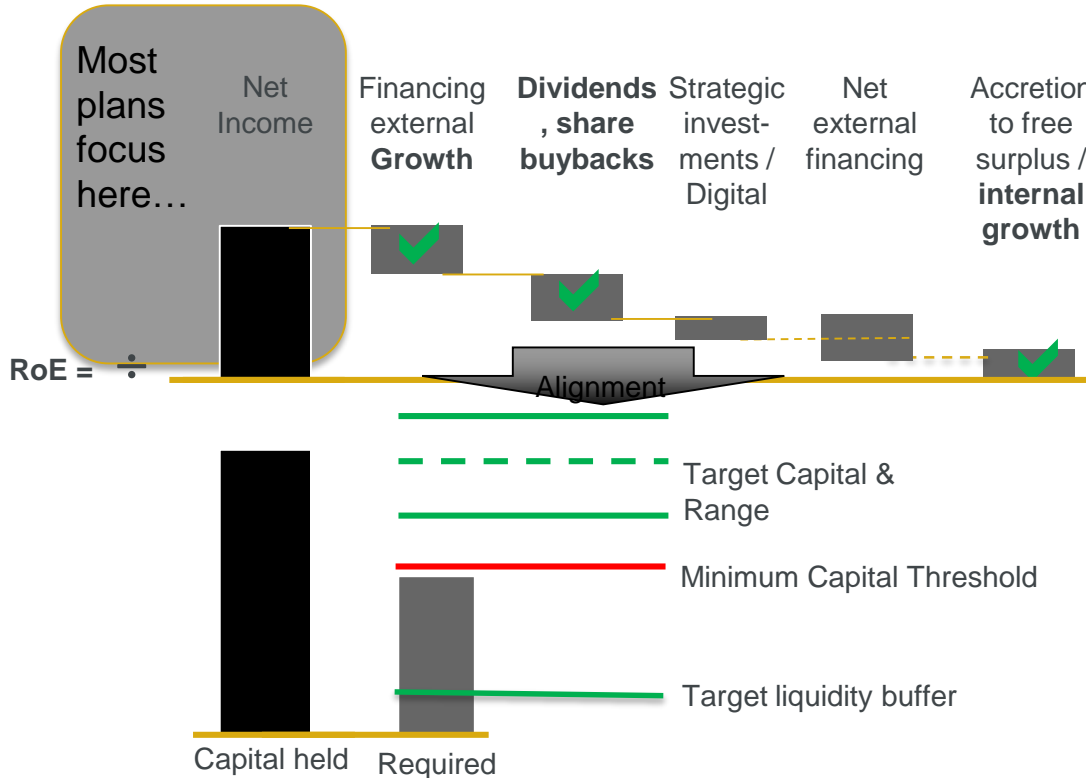 Most
plans
focus
here…
Net
Income
Financing
external
Growth
Dividends
, share
buybacks
Strategic
invest-
ments /
Digital
Net
external
financing
Accretion
to free
surplus /
internal
growth
RoE = ÷
Alignment
Target Capital &
Range
Minimum Capital Threshold
Target liquidity buffer
Capital held
Required